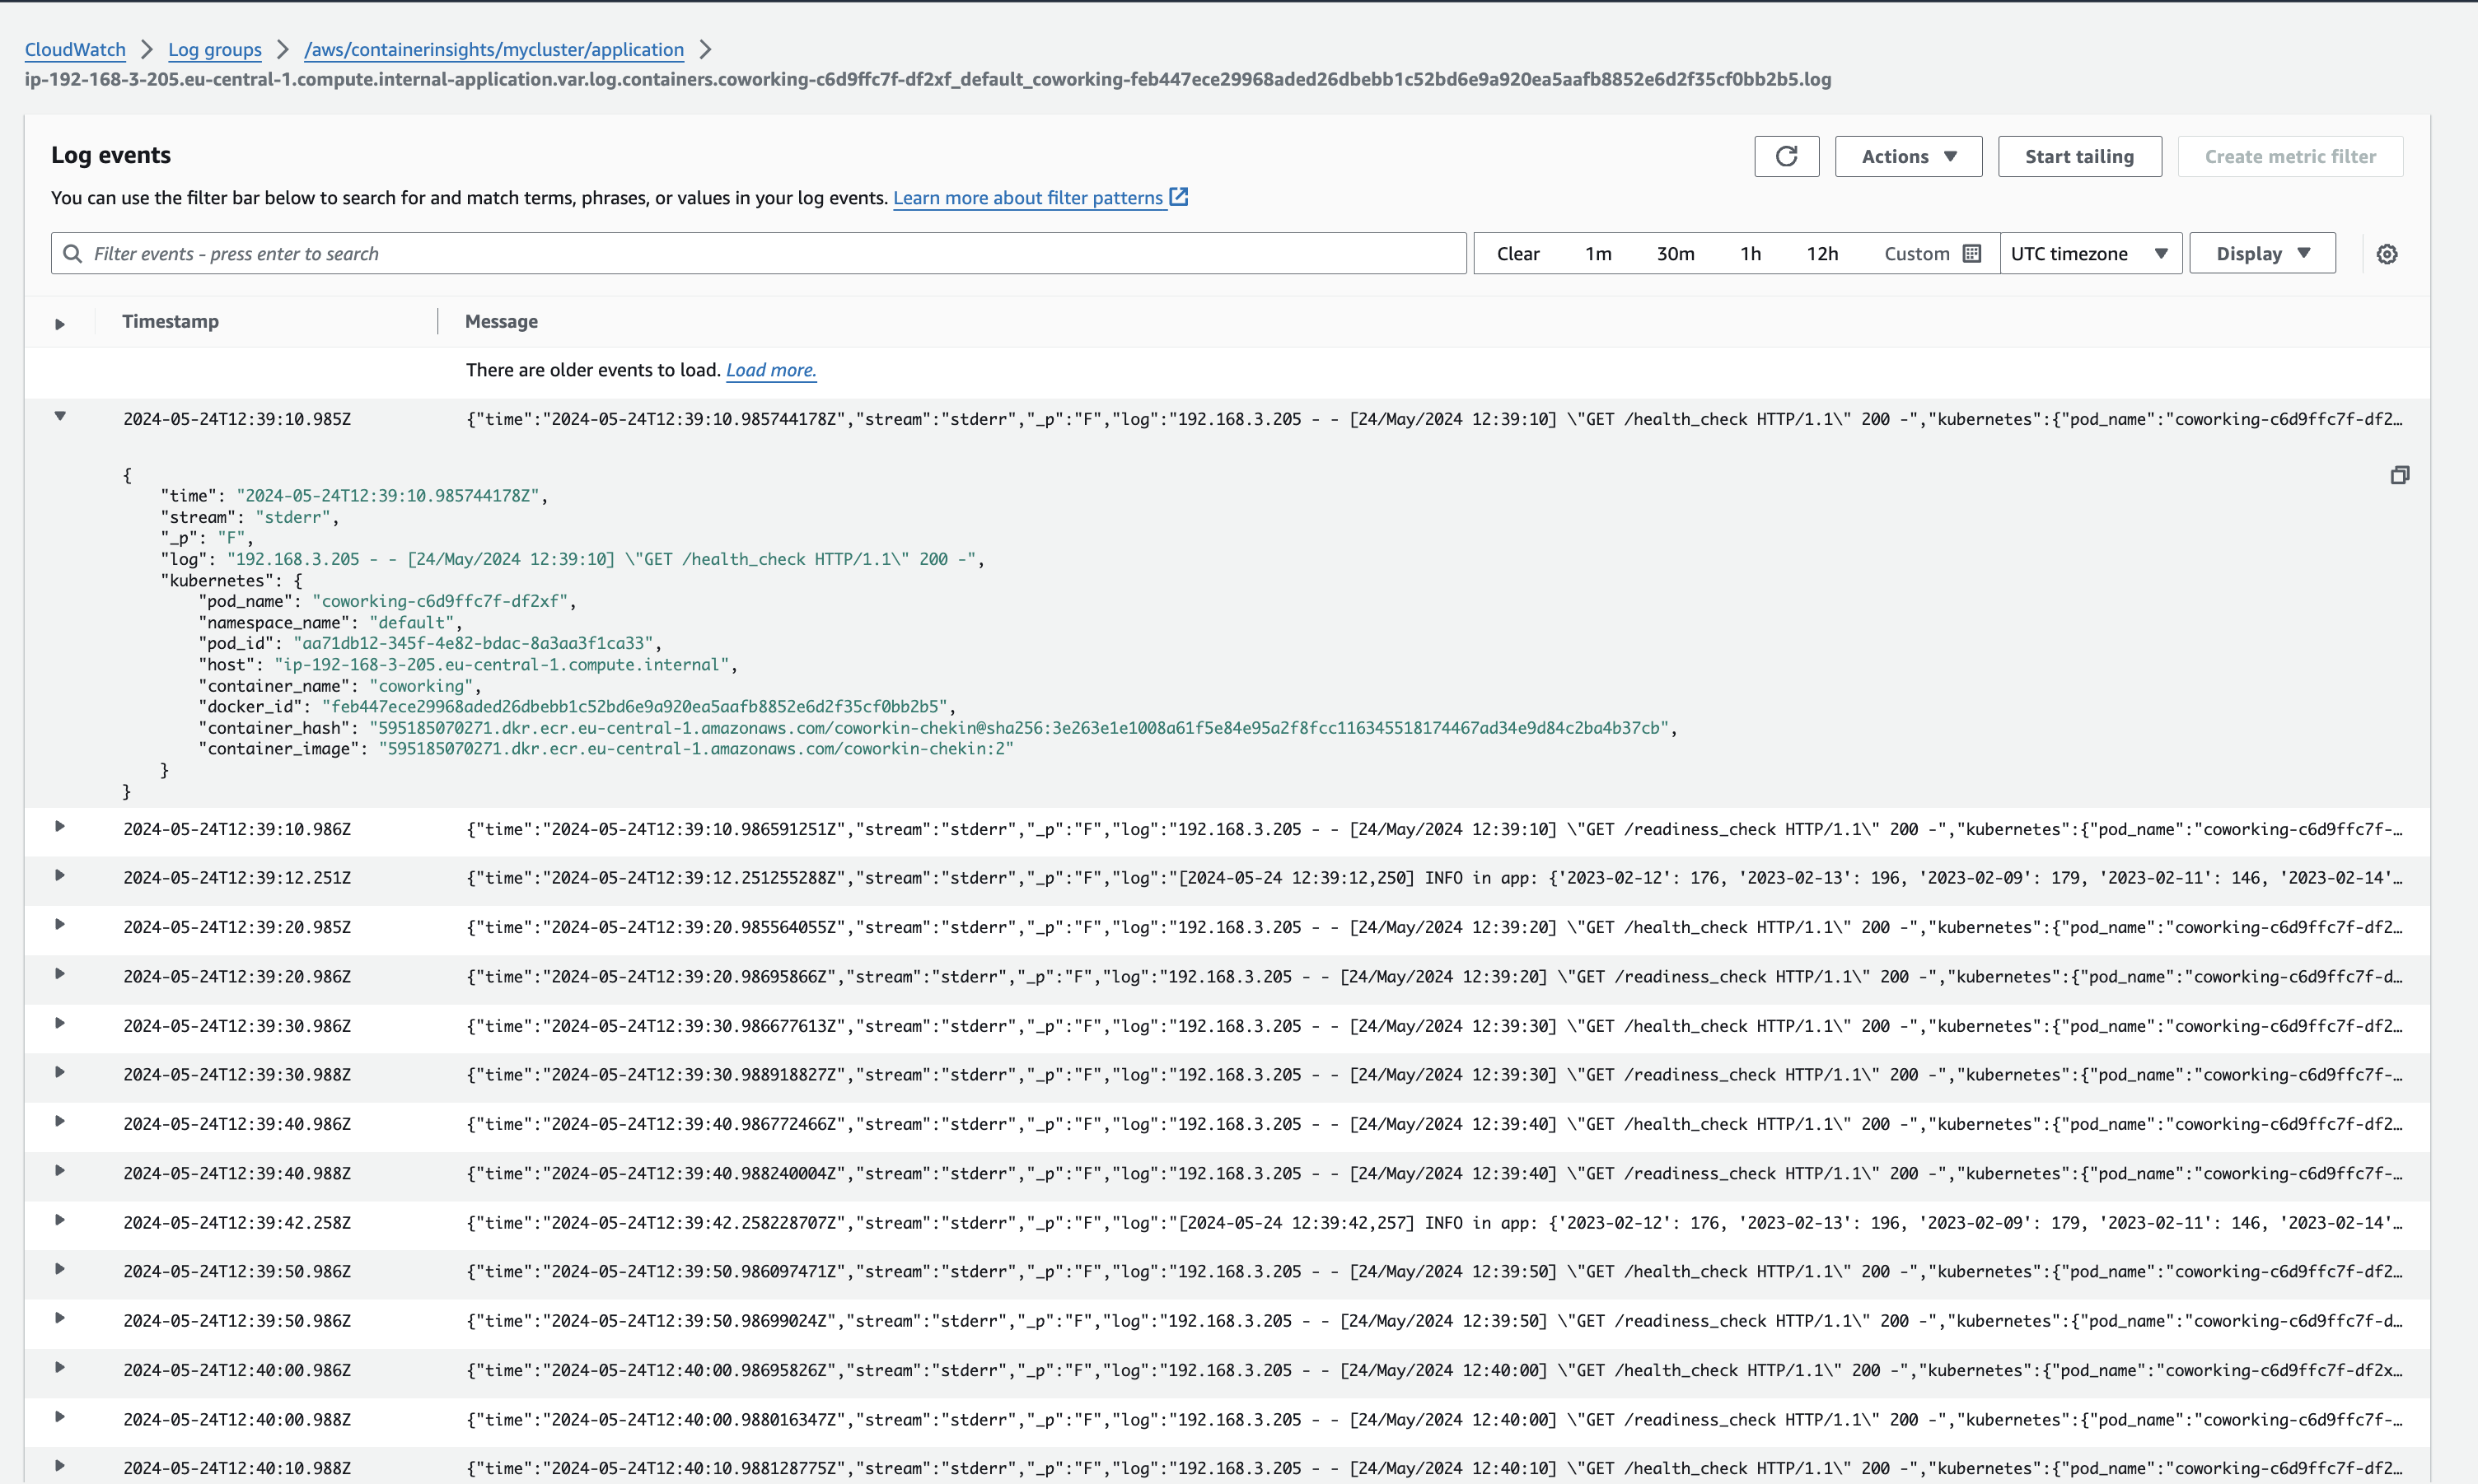 CloudWatch > Log groups > /aws/containerinsights/mycluster/application >
ip-192-168-3-205.eu-central-1.compute.internal-application.var.log.containers.coworking-c6d9ffc7f-df2xf_default_coworking-feb447ece29968aded26dbebb1c52bd6e9a920ea5aafb8852e6d2f35cf0bb2b5.log
Log events
Actions Start tailing Create metric filter
You can use the filter bar below to search for and match terms, phrases, or values in your log events. Learn more about filter patterns
Filter events - press enter to search Clear 1m 30m 1h 12h Custom UTC timezone Display
Timestamp Message
There are older events to load. Load more.
2024-05-24T12:39:10.985Z {"time":"2024-05-24T12:39:10.985744178Z","stream":"stderr","_p":"F","log":"192.168.3.205 - - [24/May/2024 12:39:10] \"GET /health_check HTTP/1.1\" 200 -","kubernetes":{"pod_name":"coworking-c6d9ffc7f-df2…
{
"time": "2024-05-24T12:39:10.985744178Z",
"stream": "stderr",
"_p": "F",
"log": "192.168.3.205 - - [24/May/2024 12:39:10] \"GET /health_check HTTP/1.1\" 200 -",
"kubernetes": {
"pod_name": "coworking-c6d9ffc7f-df2xf",
"namespace_name": "default",
"pod_id": "aa71db12-345f-4e82-bdac-8a3aa3f1ca33",
"host": "ip-192-168-3-205.eu-central-1.compute.internal",
"container_name": "coworking",
"docker_id": "feb447ece29968aded26dbebb1c52bd6e9a920ea5aafb8852e6d2f35cf0bb2b5",
"container_hash": "595185070271.dkr.ecr.eu-central-1.amazonaws.com/coworkin-chekin@sha256:3e263e1e1008a61f5e84e95a2f8fcc116345518174467ad34e9d84c2ba4b37cb",
"container_image": "595185070271.dkr.ecr.eu-central-1.amazonaws.com/coworkin-chekin:2"
}
}
2024-05-24T12:39:10.986Z {"time":"2024-05-24T12:39:10.986591251Z","stream":"stderr","_p":"F","log":"192.168.3.205 - - [24/May/2024 12:39:10] \"GET /readiness_check HTTP/1.1\" 200 -","kubernetes":{"pod_name":"coworking-c6d9ffc7f-…
2024-05-24T12:39:12.251Z {"time":"2024-05-24T12:39:12.251255288Z","stream":"stderr","_p":"F","log":"[2024-05-24 12:39:12,250] INFO in app: {'2023-02-12': 176, '2023-02-13': 196, '2023-02-09': 179, '2023-02-11': 146, '2023-02-14'…
2024-05-24T12:39:20.985Z {"time":"2024-05-24T12:39:20.985564055Z","stream":"stderr","_p":"F","log":"192.168.3.205 - - [24/May/2024 12:39:20] \"GET /health_check HTTP/1.1\" 200 -","kubernetes":{"pod_name":"coworking-c6d9ffc7f-df2…
2024-05-24T12:39:20.986Z {"time":"2024-05-24T12:39:20.98695866Z","stream":"stderr","_p":"F","log":"192.168.3.205 - - [24/May/2024 12:39:20] \"GET /readiness_check HTTP/1.1\" 200 -","kubernetes":{"pod_name":"coworking-c6d9ffc7f-d…
2024-05-24T12:39:30.986Z {"time":"2024-05-24T12:39:30.986677613Z","stream":"stderr","_p":"F","log":"192.168.3.205 - - [24/May/2024 12:39:30] \"GET /health_check HTTP/1.1\" 200 -","kubernetes":{"pod_name":"coworking-c6d9ffc7f-df2…
2024-05-24T12:39:30.988Z {"time":"2024-05-24T12:39:30.988918827Z","stream":"stderr","_p":"F","log":"192.168.3.205 - - [24/May/2024 12:39:30] \"GET /readiness_check HTTP/1.1\" 200 -","kubernetes":{"pod_name":"coworking-c6d9ffc7f-…
2024-05-24T12:39:40.986Z {"time":"2024-05-24T12:39:40.986772466Z","stream":"stderr","_p":"F","log":"192.168.3.205 - - [24/May/2024 12:39:40] \"GET /health_check HTTP/1.1\" 200 -","kubernetes":{"pod_name":"coworking-c6d9ffc7f-df2…
2024-05-24T12:39:40.988Z {"time":"2024-05-24T12:39:40.988240004Z","stream":"stderr","_p":"F","log":"192.168.3.205 - - [24/May/2024 12:39:40] \"GET /readiness_check HTTP/1.1\" 200 -","kubernetes":{"pod_name":"coworking-c6d9ffc7f-…
2024-05-24T12:39:42.258Z {"time":"2024-05-24T12:39:42.258228707Z","stream":"stderr","_p":"F","log":"[2024-05-24 12:39:42,257] INFO in app: {'2023-02-12': 176, '2023-02-13': 196, '2023-02-09': 179, '2023-02-11': 146, '2023-02-14'…
2024-05-24T12:39:50.986Z {"time":"2024-05-24T12:39:50.986097471Z","stream":"stderr","_p":"F","log":"192.168.3.205 - - [24/May/2024 12:39:50] \"GET /health_check HTTP/1.1\" 200 -","kubernetes":{"pod_name":"coworking-c6d9ffc7f-df2…
2024-05-24T12:39:50.986Z {"time":"2024-05-24T12:39:50.98699024Z","stream":"stderr","_p":"F","log":"192.168.3.205 - - [24/May/2024 12:39:50] \"GET /readiness_check HTTP/1.1\" 200 -","kubernetes":{"pod_name":"coworking-c6d9ffc7f-d…
2024-05-24T12:40:00.986Z {"time":"2024-05-24T12:40:00.98695826Z","stream":"stderr","_p":"F","log":"192.168.3.205 - - [24/May/2024 12:40:00] \"GET /health_check HTTP/1.1\" 200 -","kubernetes":{"pod_name":"coworking-c6d9ffc7f-df2x…
2024-05-24T12:40:00.988Z {"time":"2024-05-24T12:40:00.988016347Z","stream":"stderr","_p":"F","log":"192.168.3.205 - - [24/May/2024 12:40:00] \"GET /readiness_check HTTP/1.1\" 200 -","kubernetes":{"pod_name":"coworking-c6d9ffc7f-…
2024-05-24T12:40:10.988Z {"time":"2024-05-24T12:40:10.988128775Z","stream":"stderr","_p":"F","log":"192.168.3.205 - - [24/May/2024 12:40:10] \"GET /health_check HTTP/1.1\" 200 -","kubernetes":{"pod_name":"coworking-c6d9ffc7f-df2…